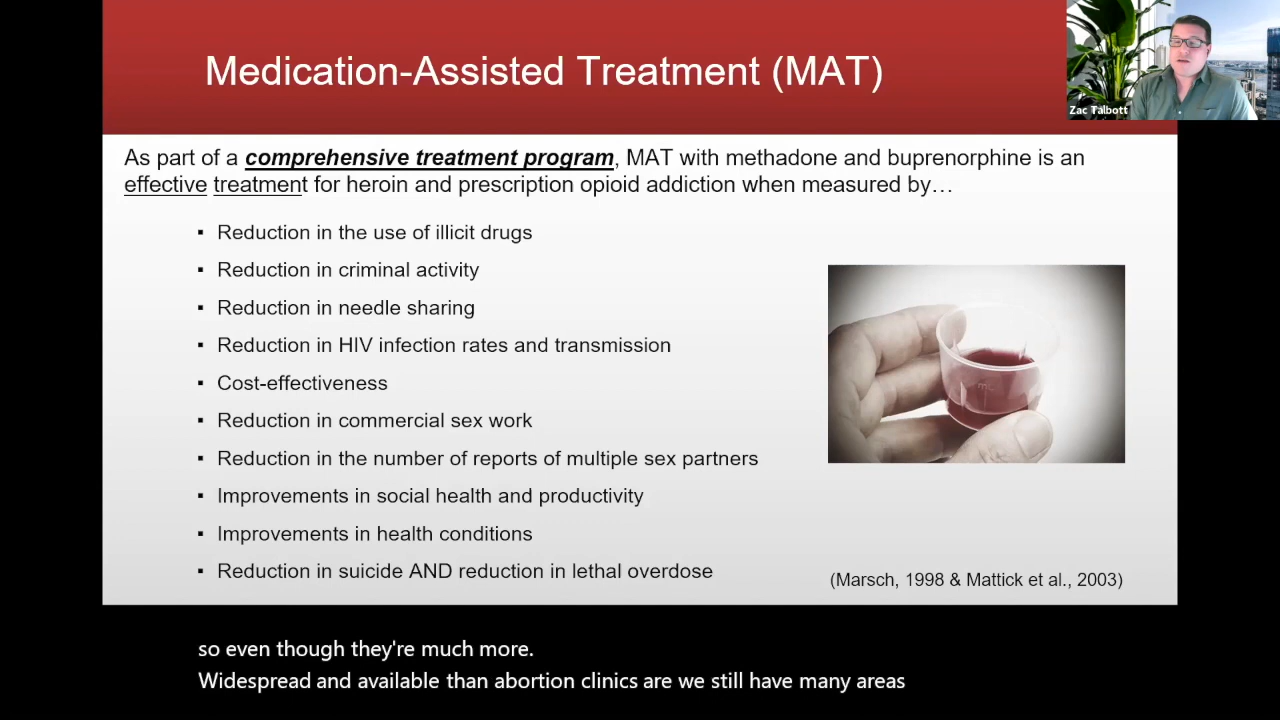 Medication-Assisted Treatment (MAT)
Zac Talbott
As part of a comprehensive treatment program, MAT with methadone and buprenorphine is an
effective treatment for heroin and prescription opioid addiction when measured by…
▪ Reduction in the use of illicit drugs
▪ Reduction in criminal activity
▪ Reduction in needle sharing
▪ Reduction in HIV infection rates and transmission
▪ Cost-effectiveness
▪ Reduction in commercial sex work
▪ Reduction in the number of reports of multiple sex partners
▪ Improvements in social health and productivity
▪ Improvements in health conditions
▪ Reduction in suicide AND reduction in lethal overdose
mL
(Marsch, 1998 & Mattick et al., 2003)
so even though they're much more.
Widespread and available than abortion clinics are we still have many areas